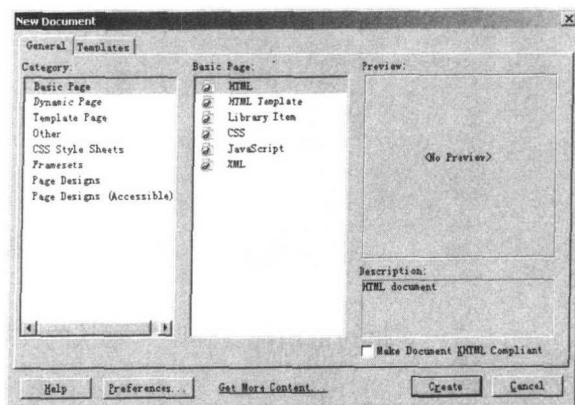 New Document
General Templates
Category:
Basic Page
Dynamic Page
Template Page
Other
CSS Style Sheets
Framesets
Page Designs
Page Designs (Accessible)
Basic Page:
HTML
HTML Template
Library Item
CSS
JavaScript
XML
Preview:
<No Preview>
Description:
HTML document
Make Document XHTML Compliant
Help Preferences... Get More Content... Create Cancel